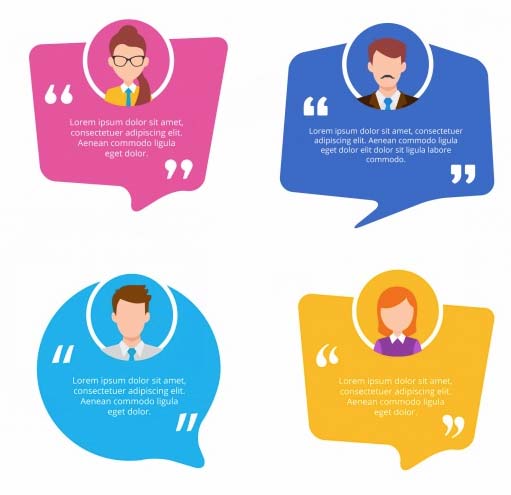 “
Lorem ipsum dolor sit amet,
consectetuer adipiscing elit.
Aenean commodo ligula
eget dolor.
”
“
Lorem ipsum dolor sit amet, consectetuer
adipiscing elit. Aenean commodo ligula
eget dolor dolor sit ligula labore
commodo.
”
“
Lorem ipsum dolor sit amet,
consectetuer adipiscing elit.
Aenean commodo ligula
eget dolor.
”
“
Lorem ipsum dolor sit amet,
consectetuer adipiscing elit.
Aenean commodo ligula
eget dolor.
”